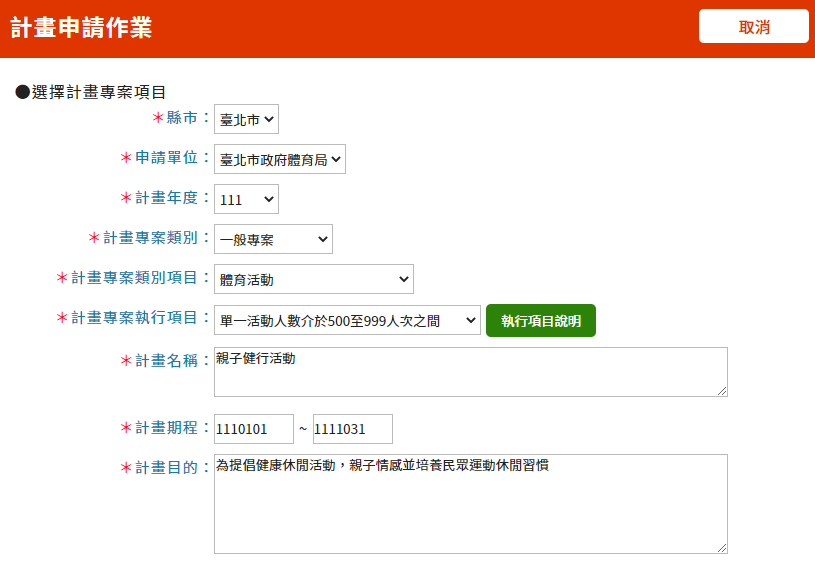 計畫申請作業
取消
●選擇計畫專案項目
＊縣市： 臺北市
＊申請單位： 臺北市政府體育局
＊計畫年度： 111
＊計畫專案類別： 一般專案
＊計畫專案類別項目： 體育活動
＊計畫專案執行項目： 單一活動人數介於500至999人次之間 執行項目說明
＊計畫名稱： 親子健行活動
＊計畫期程： 1110101 ~ 1111031
＊計畫目的： 為提倡健康休閒活動，親子情感並培養民眾運動休閒習慣